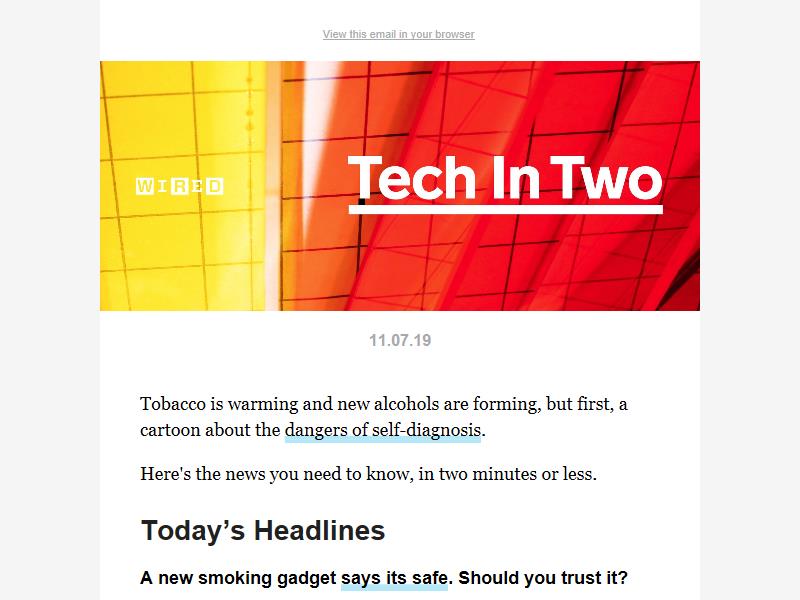 View this email in your browser
WIRED
Tech In Two
11.07.19
Tobacco is warming and new alcohols are forming, but first, a
cartoon about the dangers of self-diagnosis.
Here's the news you need to know, in two minutes or less.
Today’s Headlines
A new smoking gadget says its safe. Should you trust it?